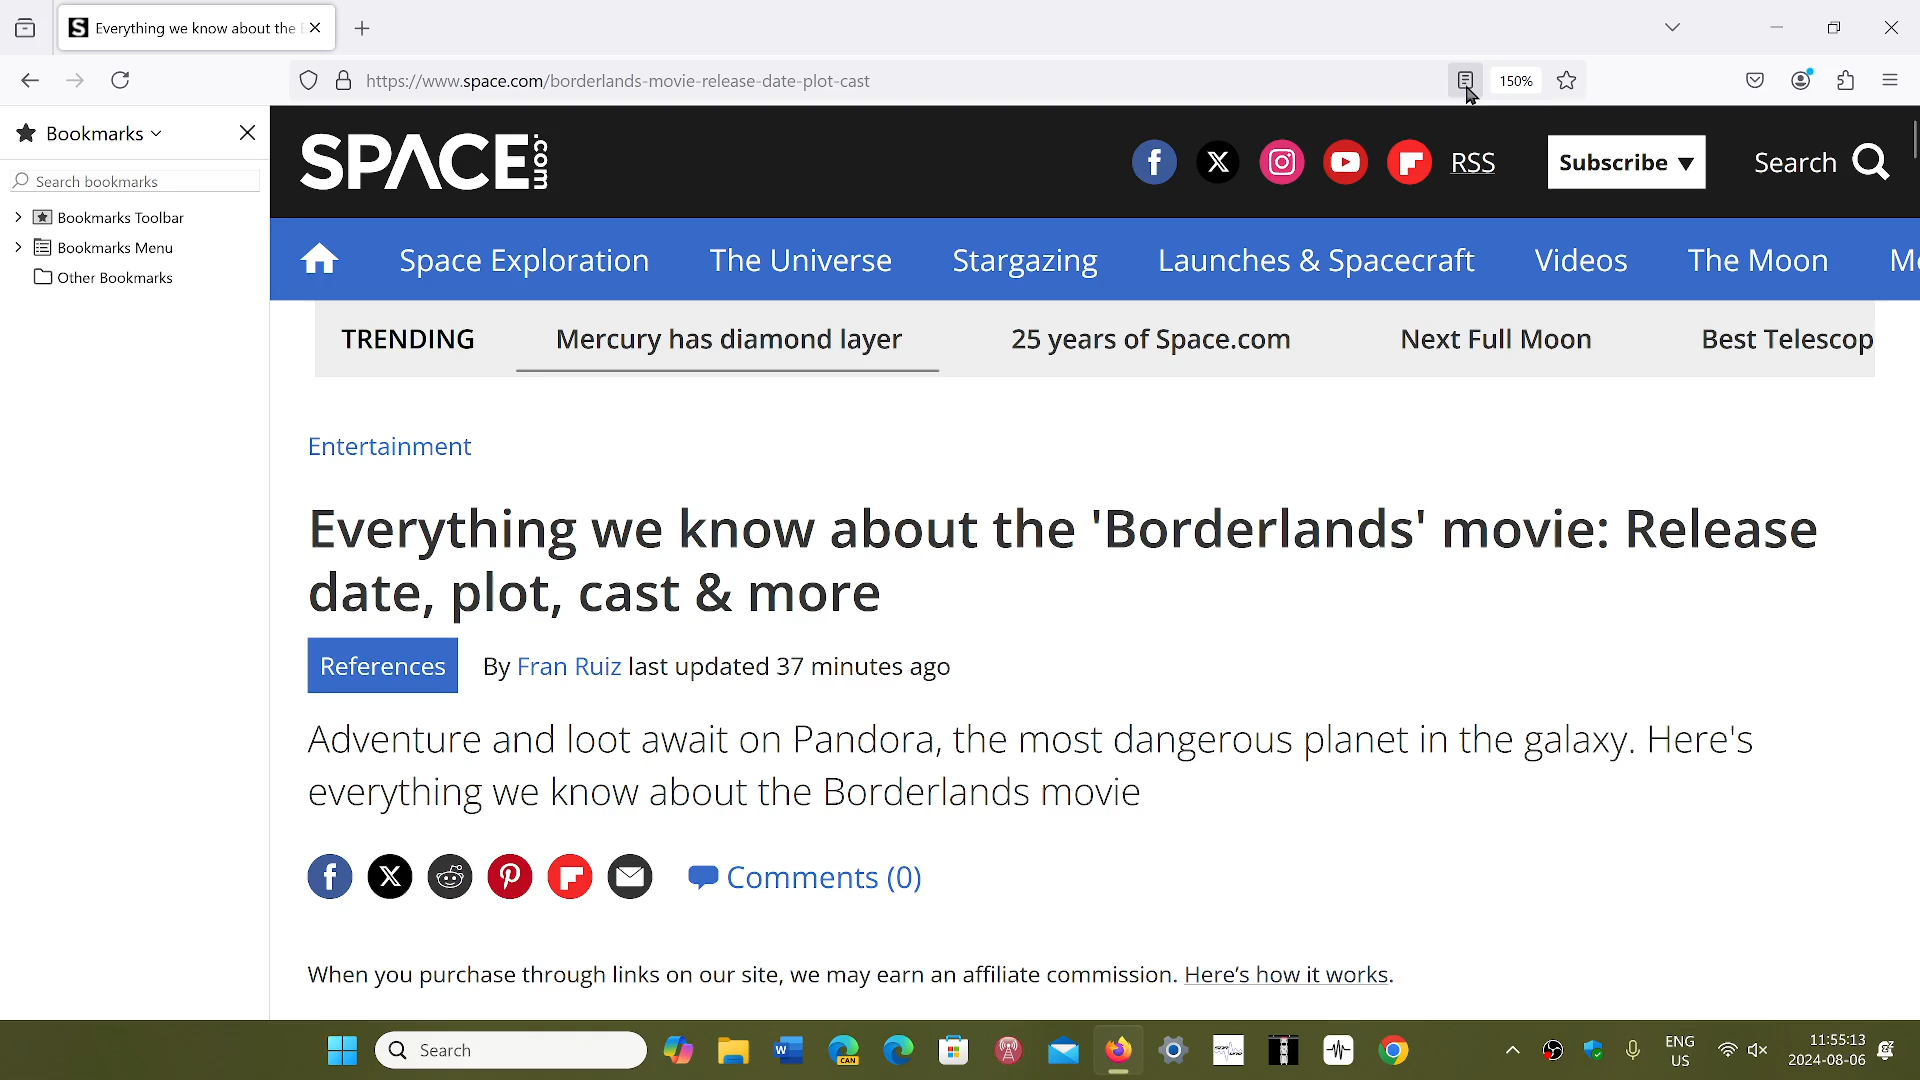 Everything we know about the
https://www.space.com/borderlands-movie-release-date-plot-cast
150%
Bookmarks
Search bookmarks
Bookmarks Toolbar
Bookmarks Menu
Other Bookmarks
SPACE.com
RSS
Subscribe ▼
Search
Space Exploration
The Universe
Stargazing
Launches & Spacecraft
Videos
The Moon
TRENDING
Mercury has diamond layer
25 years of Space.com
Next Full Moon
Best Telescop
Entertainment
Everything we know about the 'Borderlands' movie: Release
date, plot, cast & more
References
By Fran Ruiz last updated 37 minutes ago
Adventure and loot await on Pandora, the most dangerous planet in the galaxy. Here's
everything we know about the Borderlands movie
Comments (0)
When you purchase through links on our site, we may earn an affiliate commission. Here’s how it works.
Search
CAN
ENG
US
11:55:13
2024-08-06